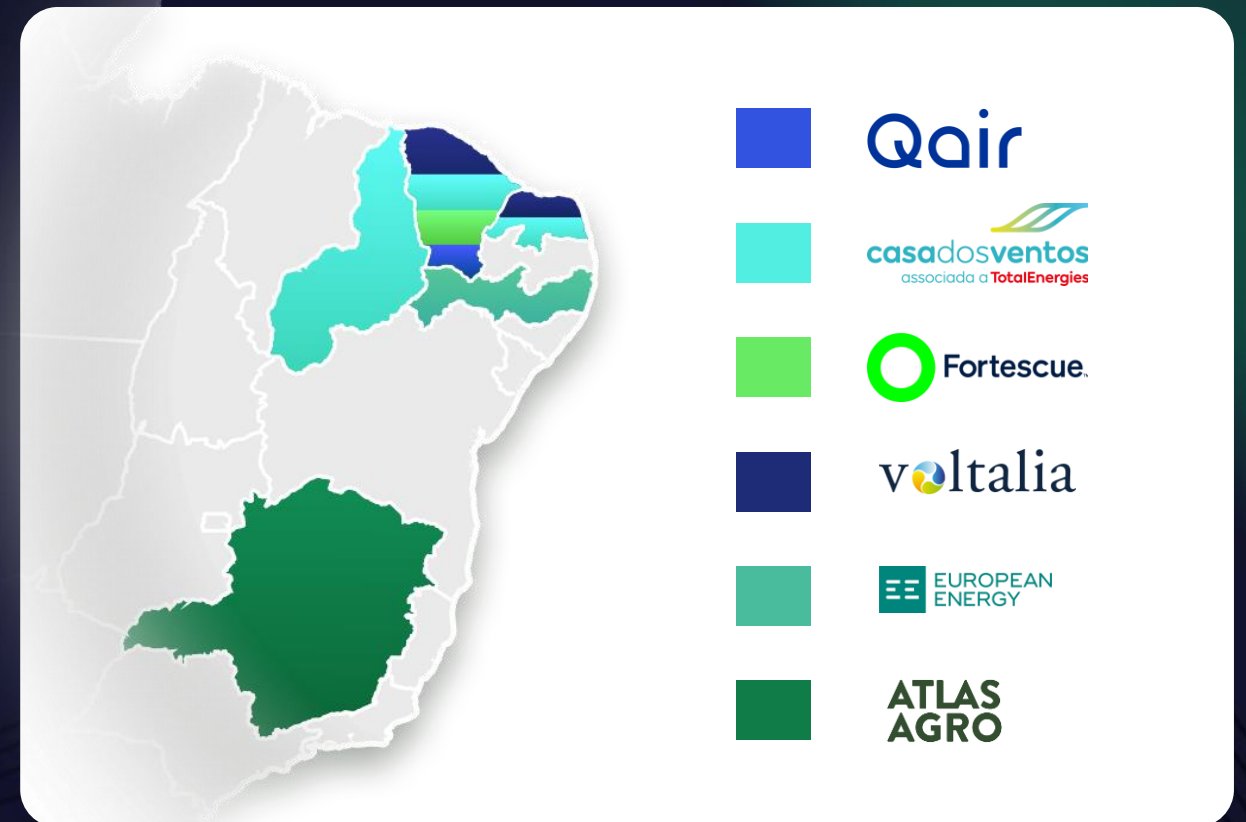 Qair
casadosventos
associada a TotalEnergies
Fortescue
voltalia
EUROPEAN
ENERGY
ATLAS
AGRO